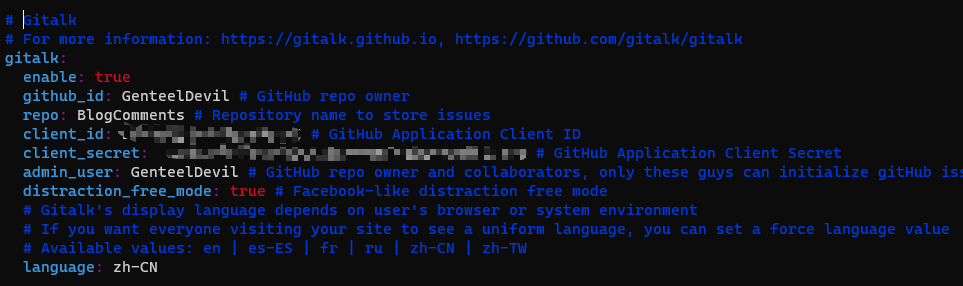 # Gitalk
# For more information: https://gitalk.github.io, https://github.com/gitalk/gitalk
gitalk:
  enable: true
  github_id: GenteelDevil # GitHub repo owner
  repo: BlogComments # Repository name to store issues
  client_id: # GitHub Application Client ID
  client_secret: # GitHub Application Client Secret
  admin_user: GenteelDevil # GitHub repo owner and collaborators, only these guys can initialize gitHub
  distraction_free_mode: true # Facebook-like distraction free mode
  # Gitalk's display language depends on user's browser or system environment
  # If you want everyone visiting your site to see a uniform language, you can set a force language value
  # Available values: en | es-ES | fr | ru | zh-CN | zh-TW
  language: zh-CN